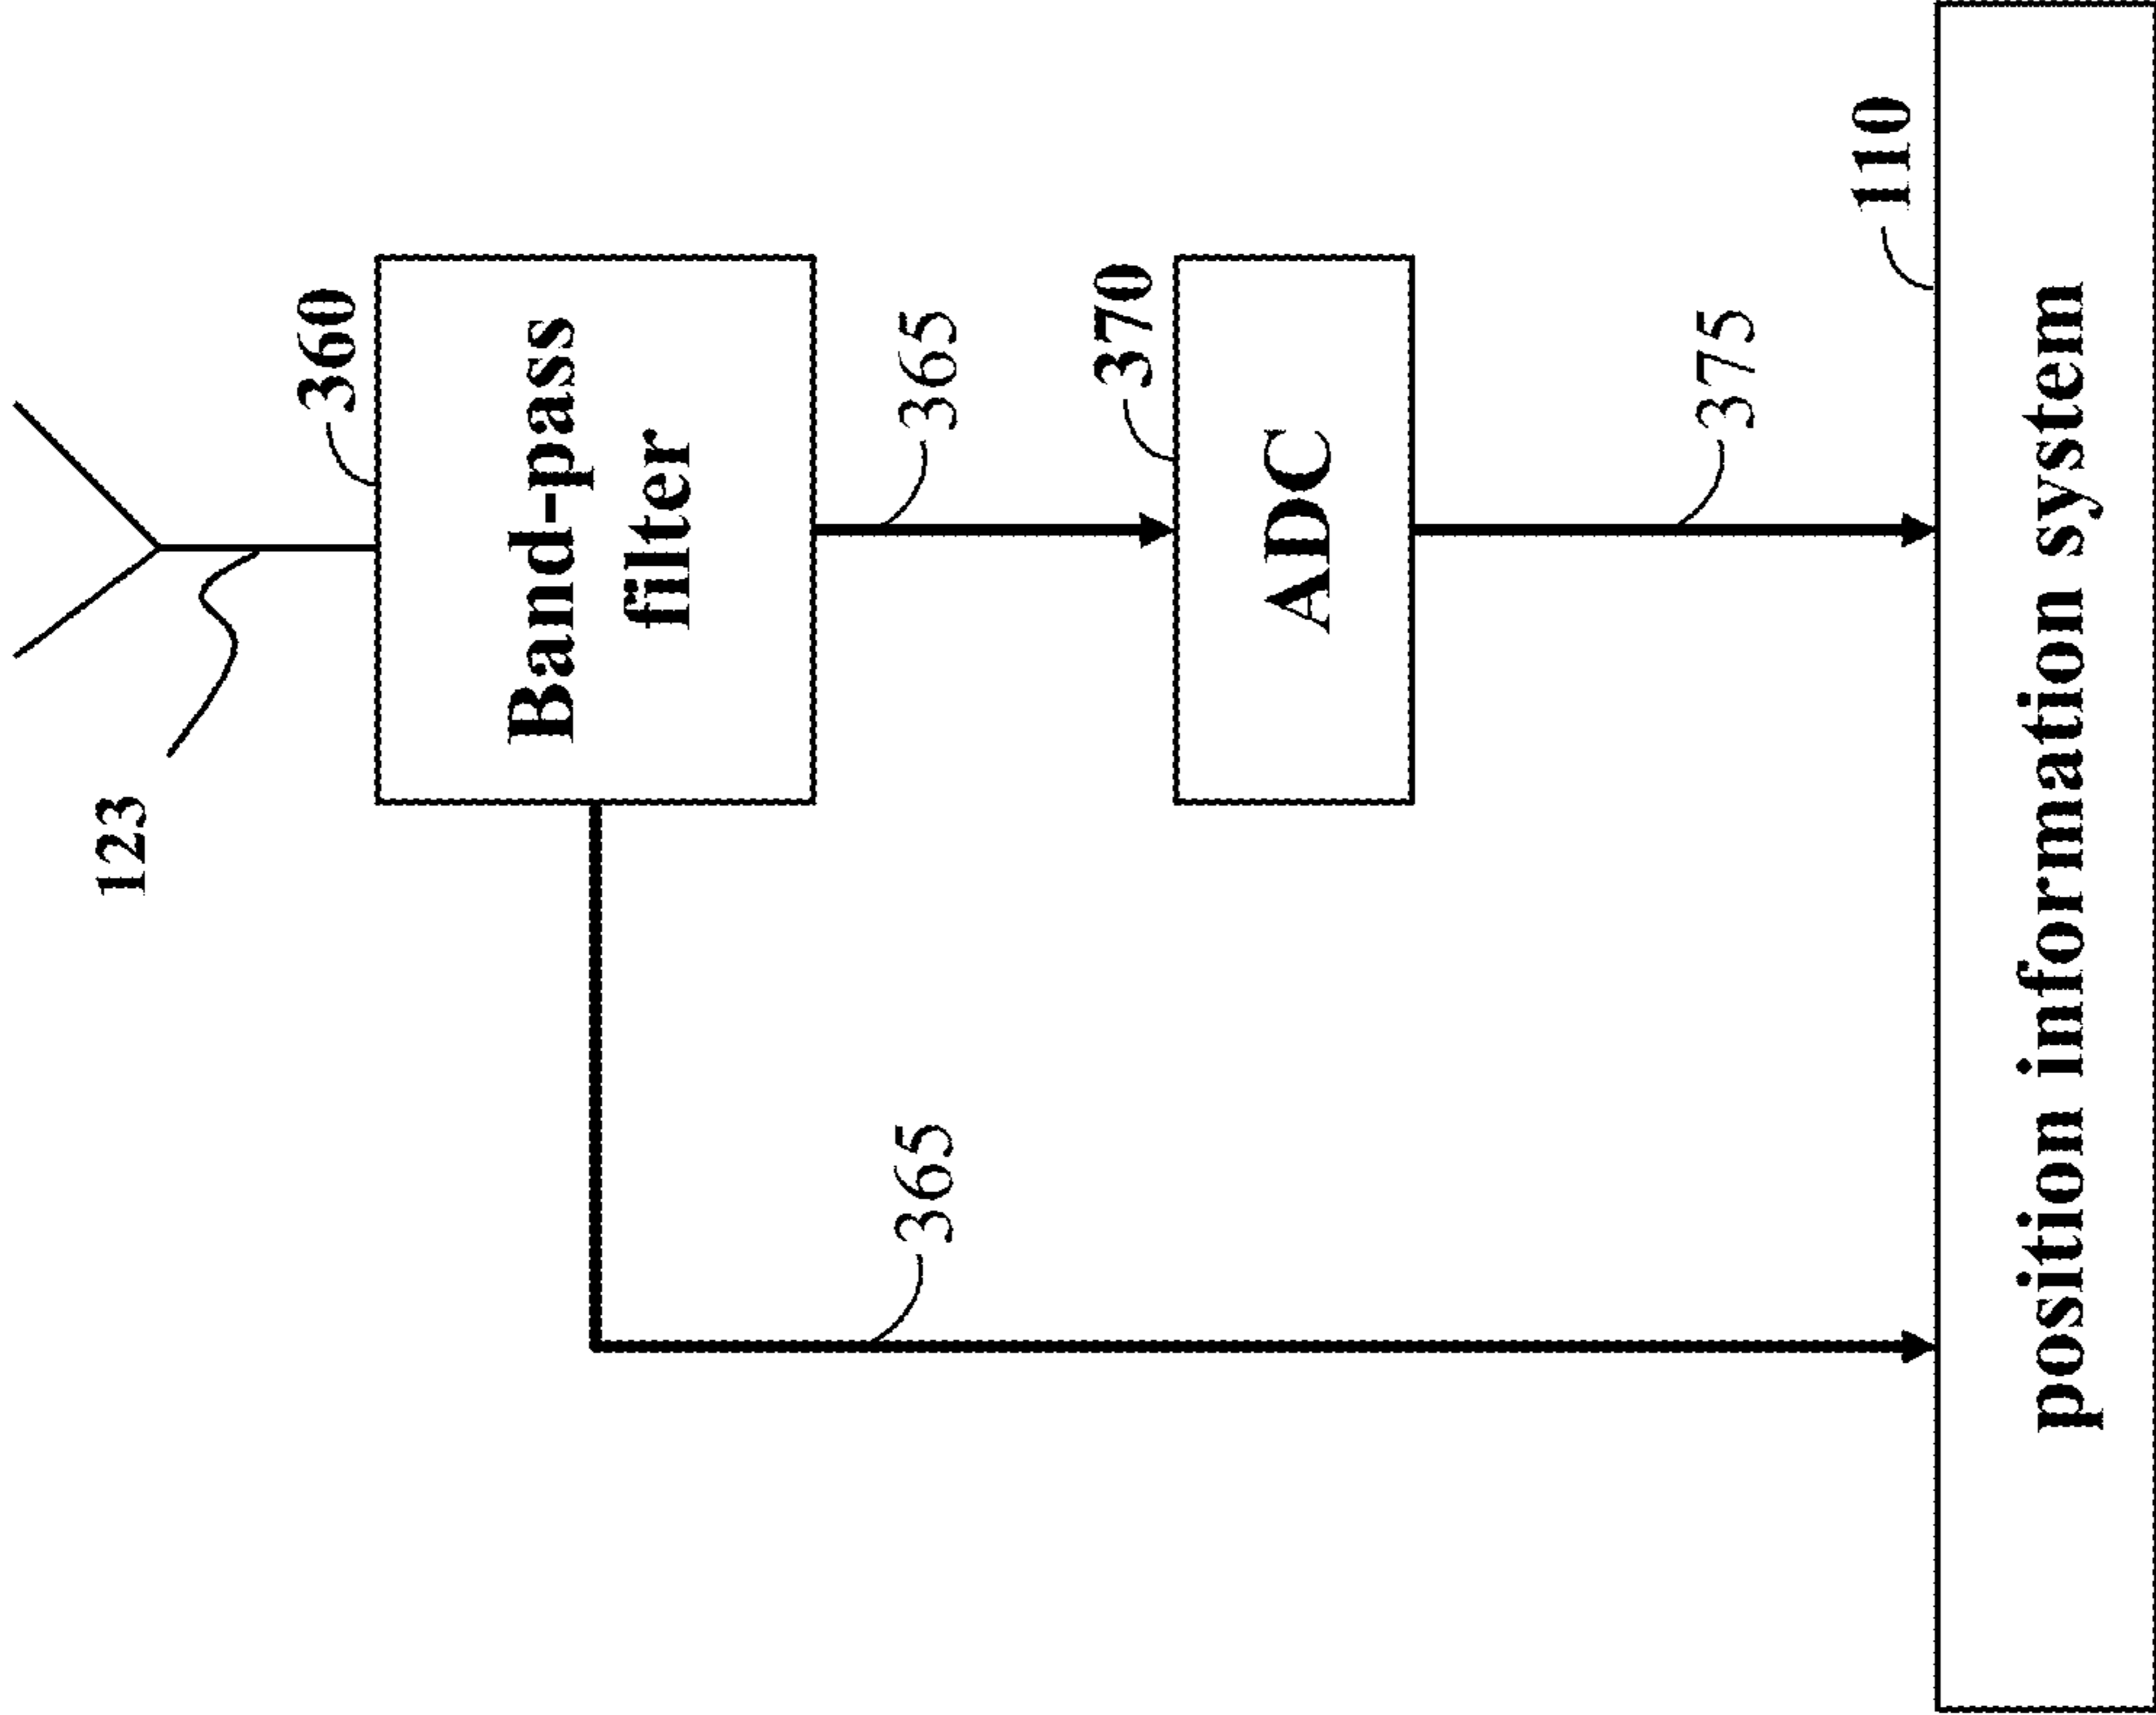 123
360
Band-pass
filter
365
365
370
ADC
375
110
position information system